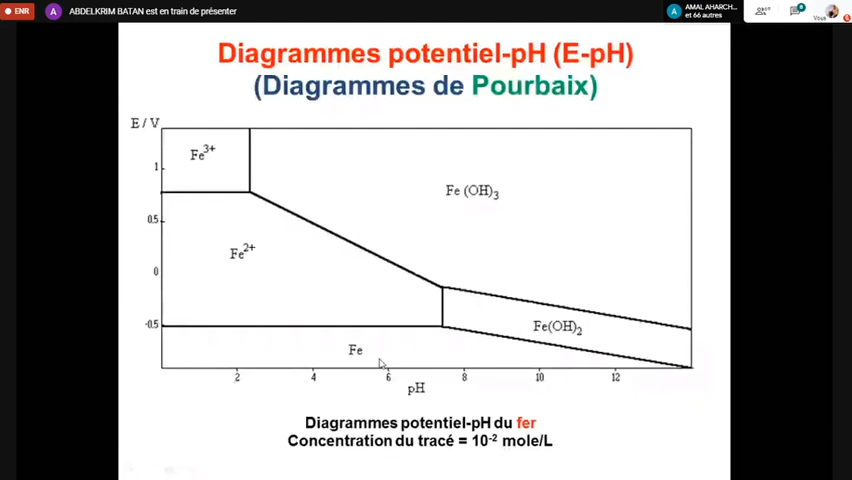 ENR
A ABDELKRIM BATAN est en train de présenter
A AMAL AHARCH...
et 66 autres
8
Vous
Diagrammes potentiel-pH (E-pH)
(Diagrammes de Pourbaix)
E / V
Fe3+
1
Fe (OH)3
0.5
Fe2+
0
-0.5
Fe(OH)2
Fe
2 4 6 8 10 12
pH
Diagrammes potentiel-pH du fer
Concentration du tracé = 10-2 mole/L